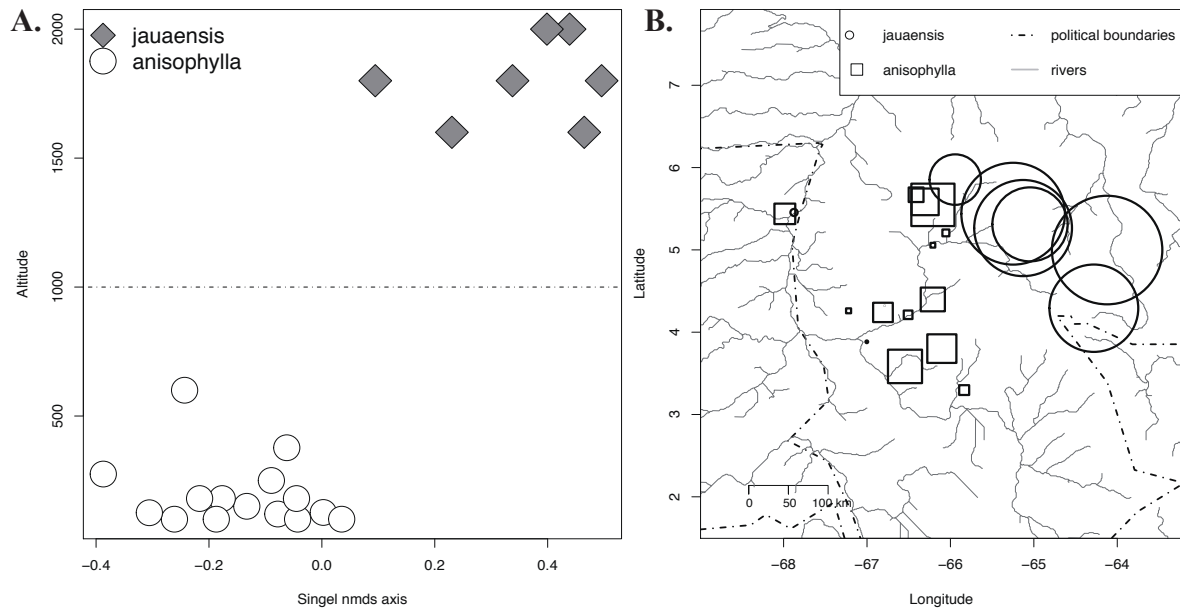 A.
jauaensis
anisophylla
Altitude
2000
1500
1000
500
−0.4 −0.2 0.0 0.2 0.4
Singel nmds axis
B.
jauaensis political boundaries
anisophylla rivers
Latitude
7
6
5
4
3
2
0 50 100 km
−68 −67 −66 −65 −64
Longitude